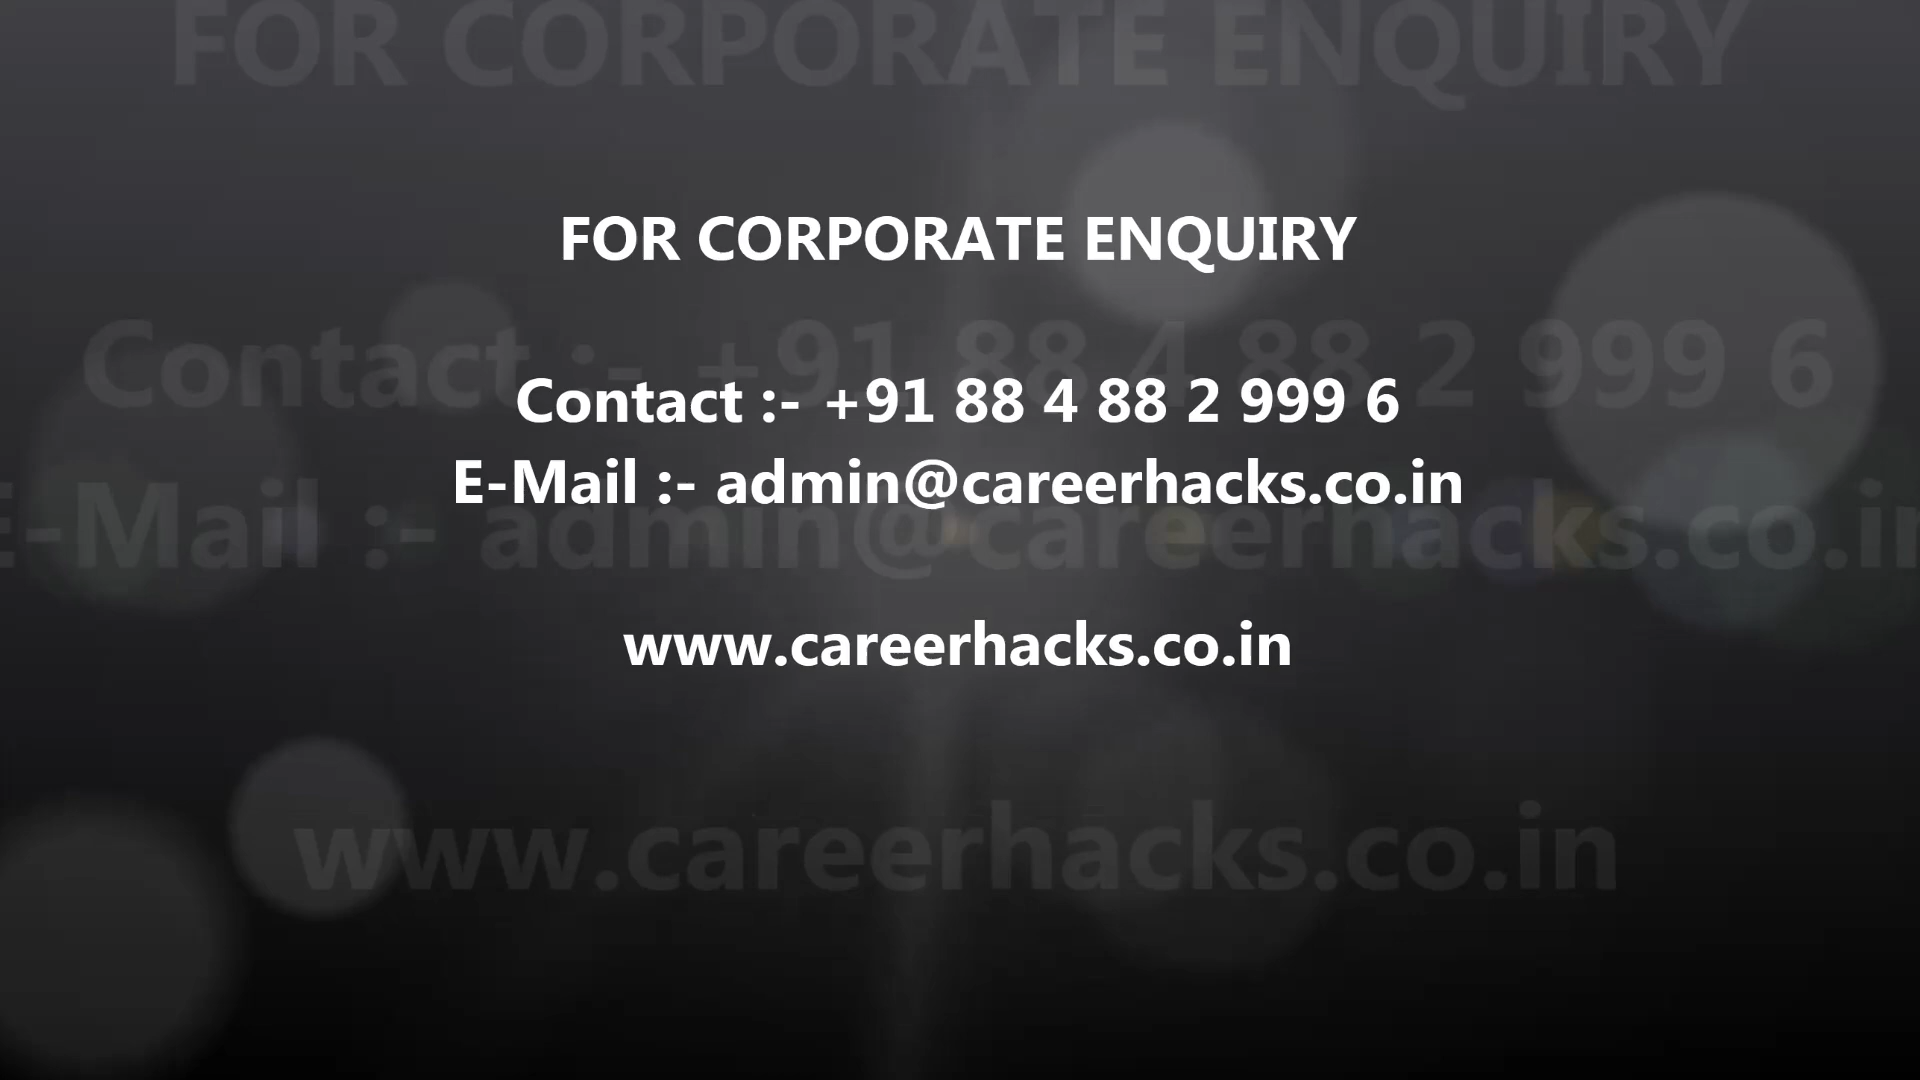 FOR CORPORATE ENQUIRY
Contact :- +91 88 4 88 2 999 6
E-Mail :- admin@careerhacks.co.in
www.careerhacks.co.in